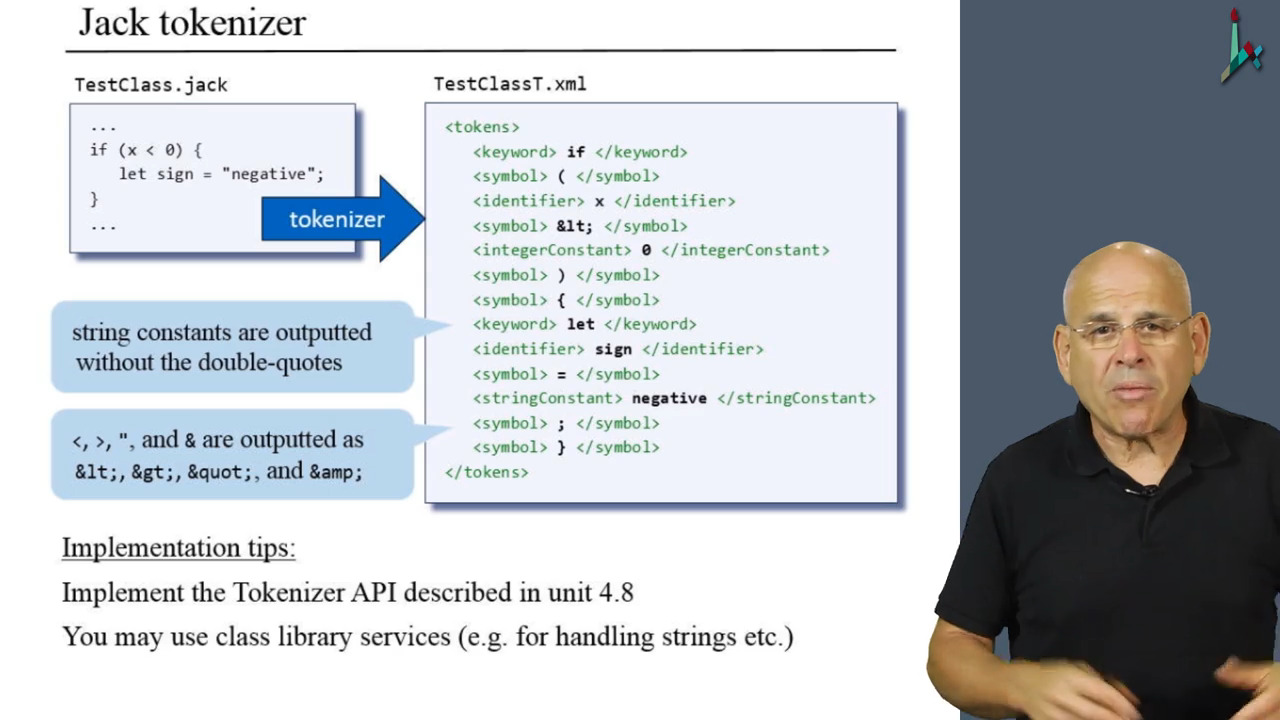 Jack tokenizer
TestClass.jack
...
if (x < 0) {
let sign = "negative";
}
...
tokenizer
TestClassT.xml
<tokens>
<keyword> if </keyword>
<symbol> ( </symbol>
<identifier> x </identifier>
<symbol> &lt; </symbol>
<integerConstant> 0 </integerConstant>
<symbol> ) </symbol>
<symbol> { </symbol>
<keyword> let </keyword>
<identifier> sign </identifier>
<symbol> = </symbol>
<stringConstant> negative </stringConstant>
<symbol> ; </symbol>
<symbol> } </symbol>
</tokens>
string constants are outputted
without the double-quotes
<, >, ", and & are outputted as
&lt;, &gt;, &quot;, and &amp;
Implementation tips:
Implement the Tokenizer API described in unit 4.8
You may use class library services (e.g. for handling strings etc.)